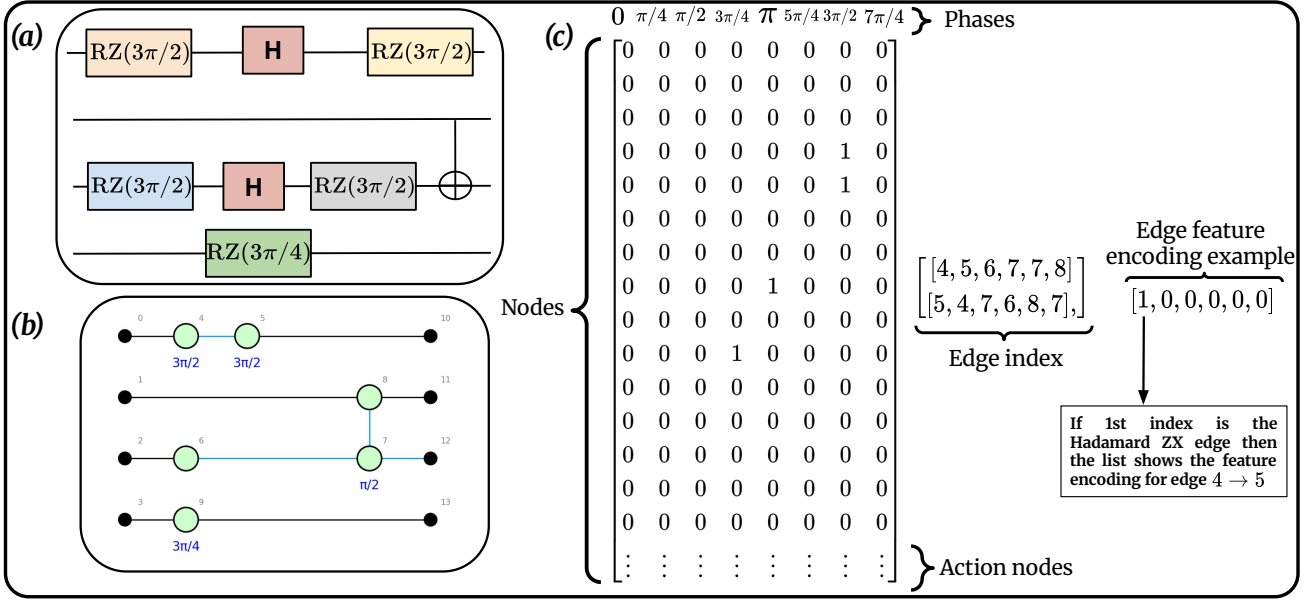 (a)
RZ(3π/2) H RZ(3π/2)
RZ(3π/2) H RZ(3π/2)
RZ(3π/4)
(b)
0 4 5 10
3π/2 3π/2
1 8 11
2 6 7 12
π/2
3 9 13
3π/4
(c)
0 π/4 π/2 3π/4 π 5π/4 3π/2 7π/4
Phases
Nodes
0 0 0 0 0 0 0 0
0 0 0 0 0 0 0 0
0 0 0 0 0 0 0 0
0 0 0 0 0 0 1 0
0 0 0 0 0 0 1 0
0 0 0 0 0 0 0 0
0 0 0 0 0 0 0 0
0 0 0 0 1 0 0 0
0 0 0 0 0 0 0 0
0 0 0 1 0 0 0 0
0 0 0 0 0 0 0 0
0 0 0 0 0 0 0 0
0 0 0 0 0 0 0 0
0 0 0 0 0 0 0 0
0 0 0 0 0 0 0 0
⋮ ⋮ ⋮ ⋮ ⋮ ⋮ ⋮ ⋮
Action nodes
[[4, 5, 6, 7, 7, 8]
[5, 4, 7, 6, 8, 7],]
Edge index
Edge feature
encoding example
[1, 0, 0, 0, 0, 0]
If 1st index is the
Hadamard ZX edge then
the list shows the feature
encoding for edge 4 → 5